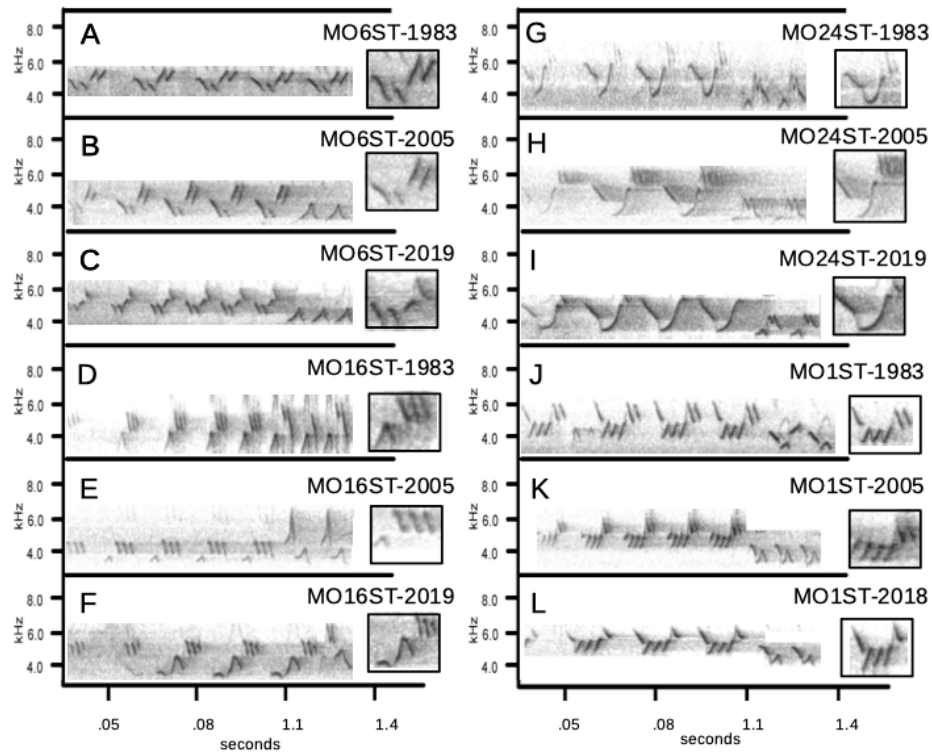 A MO6ST-1983
8.0
6.0
4.0
kHz
B MO6ST-2005
8.0
6.0
4.0
kHz
C MO6ST-2019
8.0
6.0
4.0
kHz
D MO16ST-1983
8.0
6.0
4.0
kHz
E MO16ST-2005
8.0
6.0
4.0
kHz
F MO16ST-2019
8.0
6.0
4.0
kHz
.05 .08 1.1 1.4
seconds
G MO24ST-1983
8.0
6.0
4.0
kHz
H MO24ST-2005
8.0
6.0
4.0
kHz
I MO24ST-2019
8.0
6.0
4.0
kHz
J MO1ST-1983
8.0
6.0
4.0
kHz
K MO1ST-2005
8.0
6.0
4.0
kHz
L MO1ST-2018
8.0
6.0
4.0
kHz
.05 .08 1.1 1.4
seconds